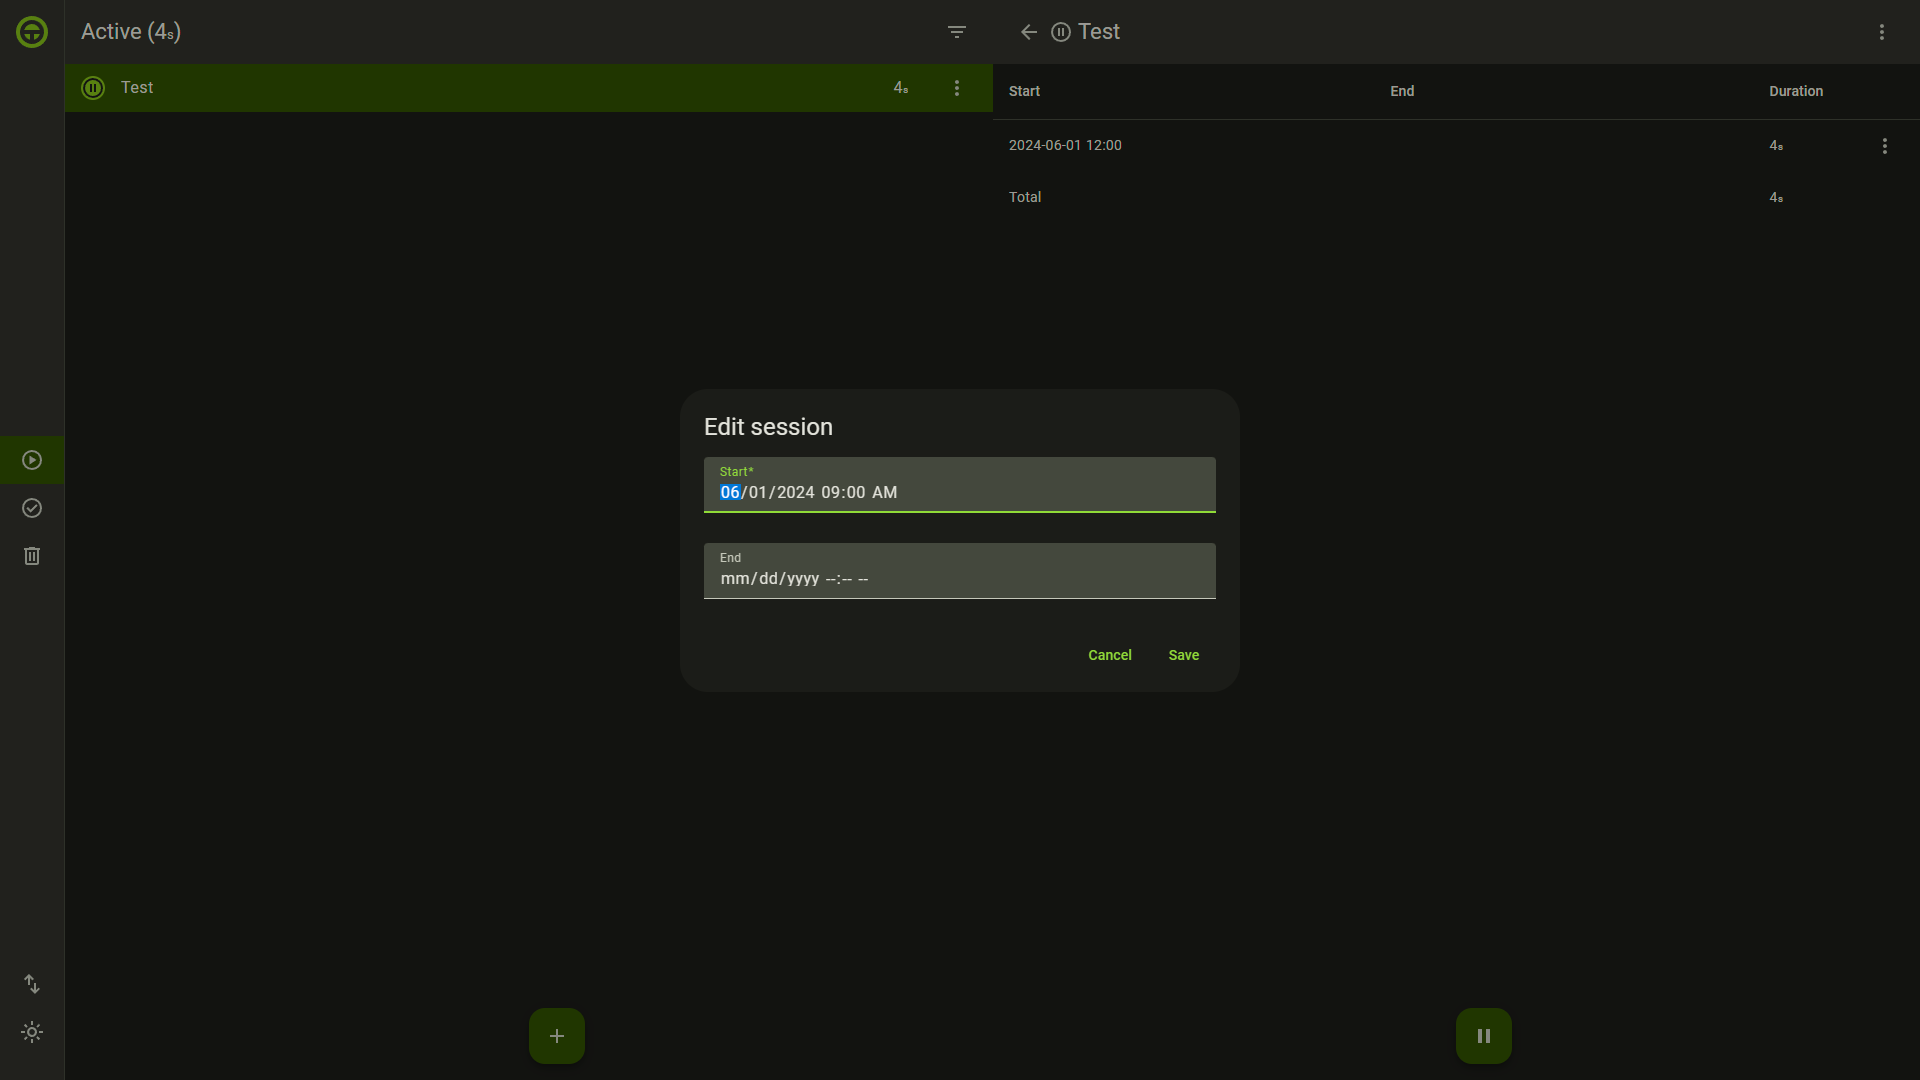 Active (4s)
Test
Test 4s
Start End Duration
2024-06-01 12:00 4s
Total 4s
Edit session
Start*
06/01/2024 09:00 AM
End
mm/dd/yyyy --:-- --
Cancel Save